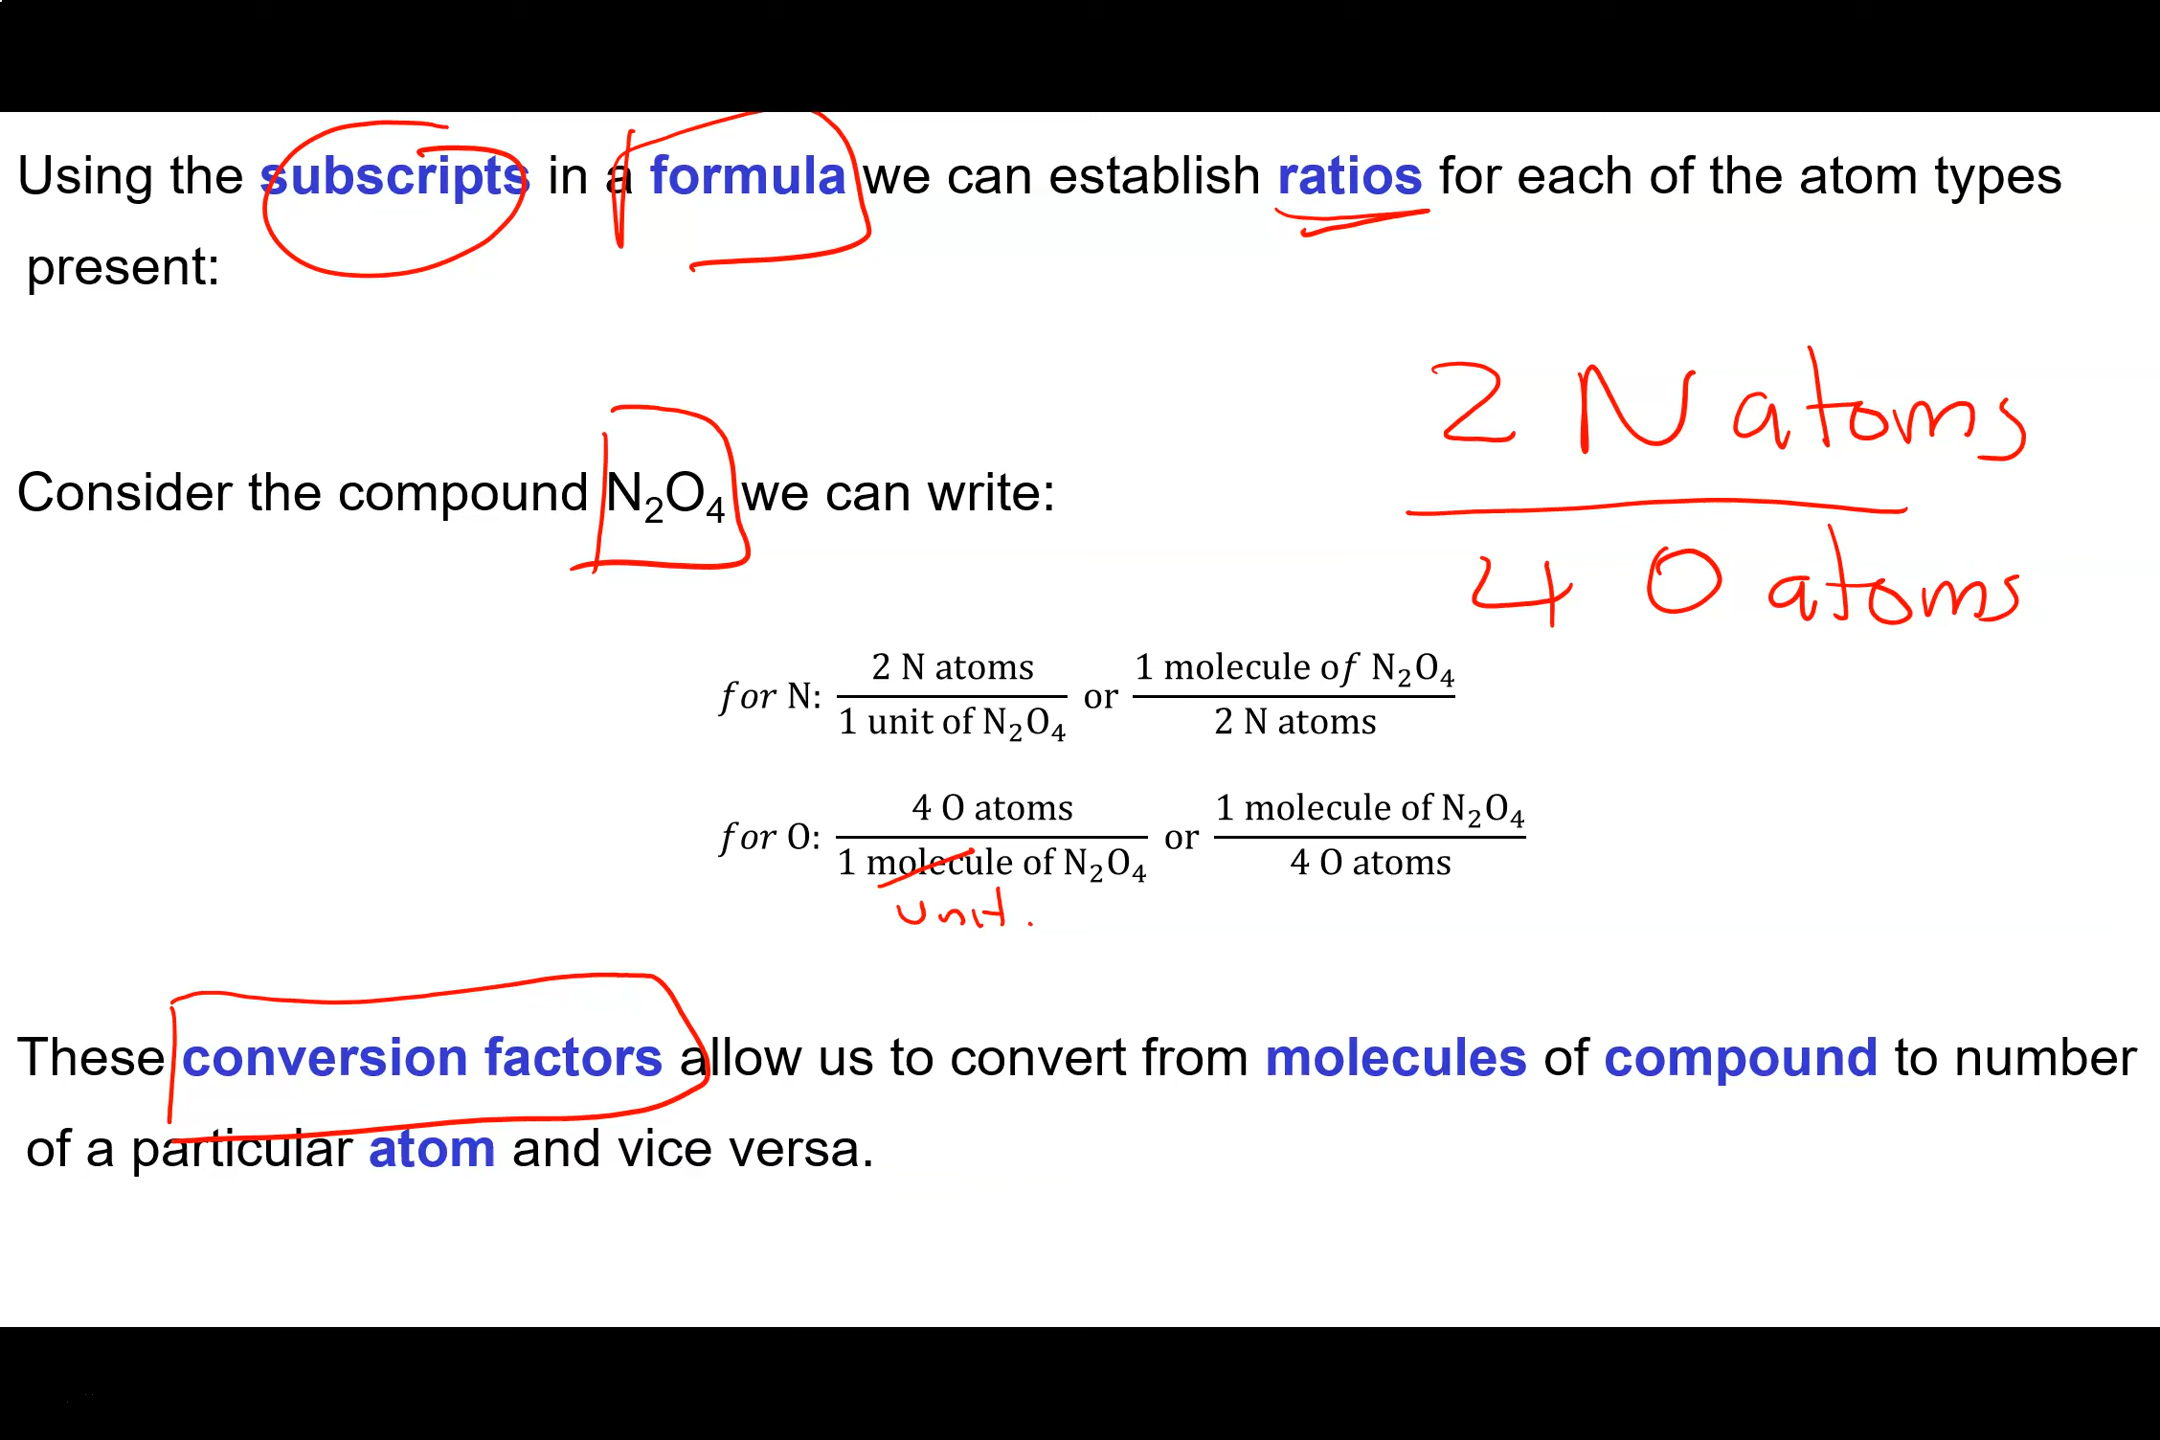 Using the subscripts in a formula we can establish ratios for each of the atom types
present:
2 N atoms
4 O atoms
Consider the compound N₂O₄ we can write:
for N: 2 N atoms / 1 unit of N₂O₄ or 1 molecule of N₂O₄ / 2 N atoms
for O: 4 O atoms / 1 molecule of N₂O₄ or 1 molecule of N₂O₄ / 4 O atoms
unit.
These conversion factors allow us to convert from molecules of compound to number
of a particular atom and vice versa.